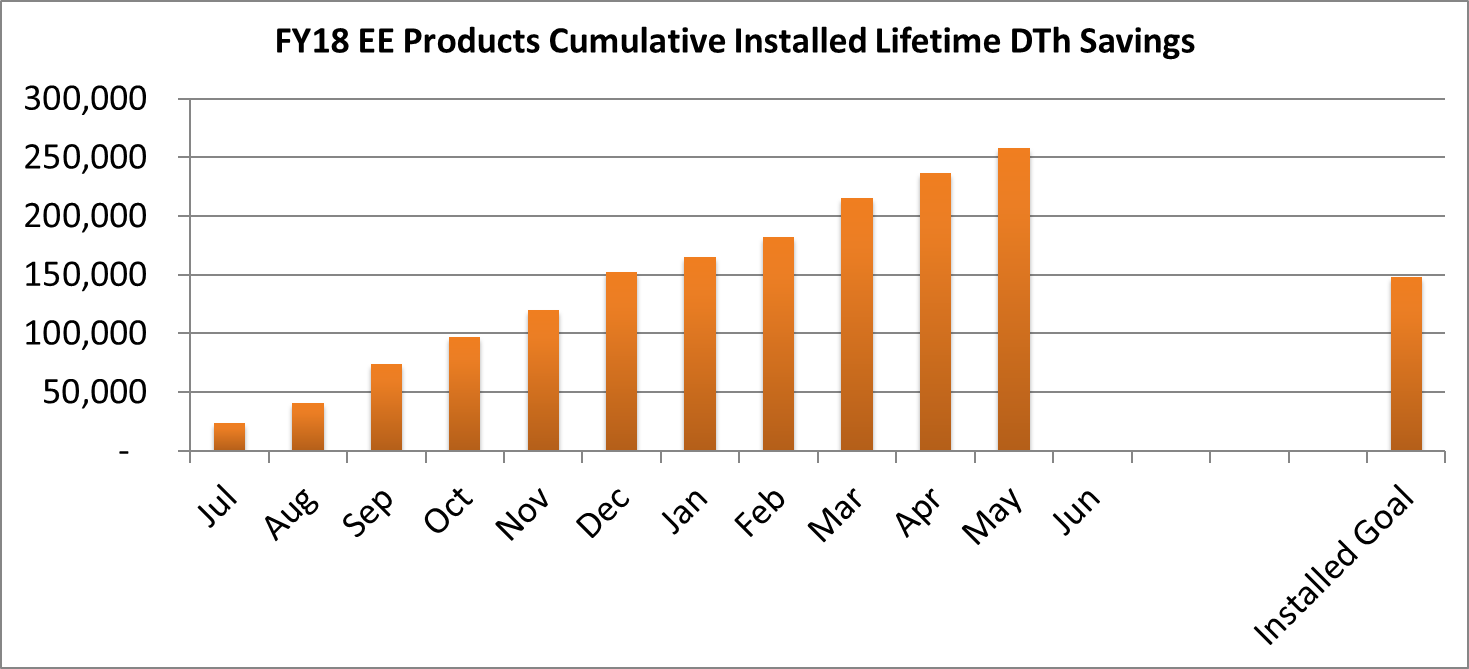 FY18 EE Products Cumulative Installed Lifetime DTh Savings
300,000
250,000
200,000
150,000
100,000
50,000
-
Jul
Aug
Sep
Oct
Nov
Dec
Jan
Feb
Mar
Apr
May
Jun
Installed Goal